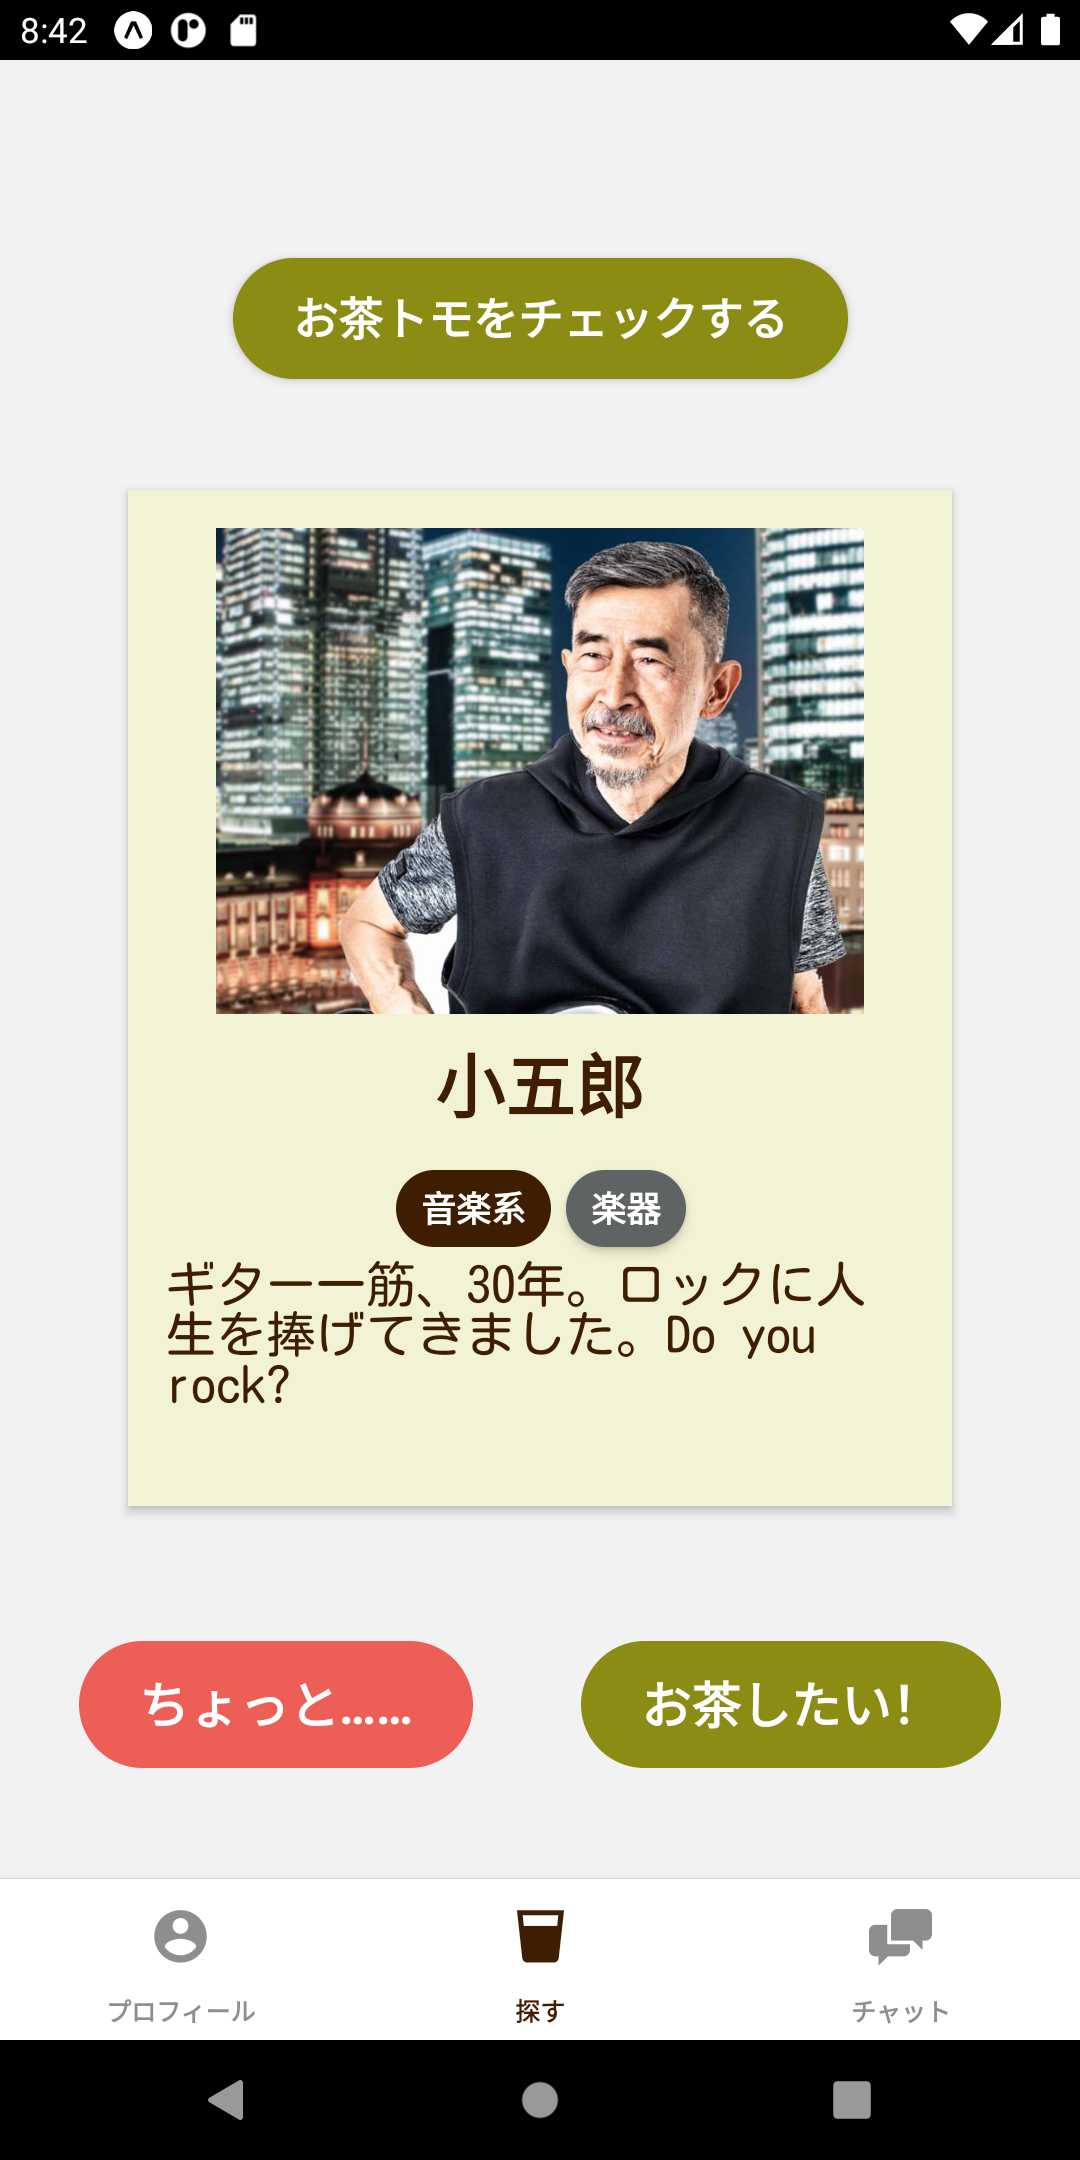 8:42
お茶トモをチェックする
小五郎
音楽系 楽器
ギター一筋、30年。ロックに人
生を捧げてきました。Do you
rock?
ちょっと…… お茶したい!
プロフィール 探す チャット